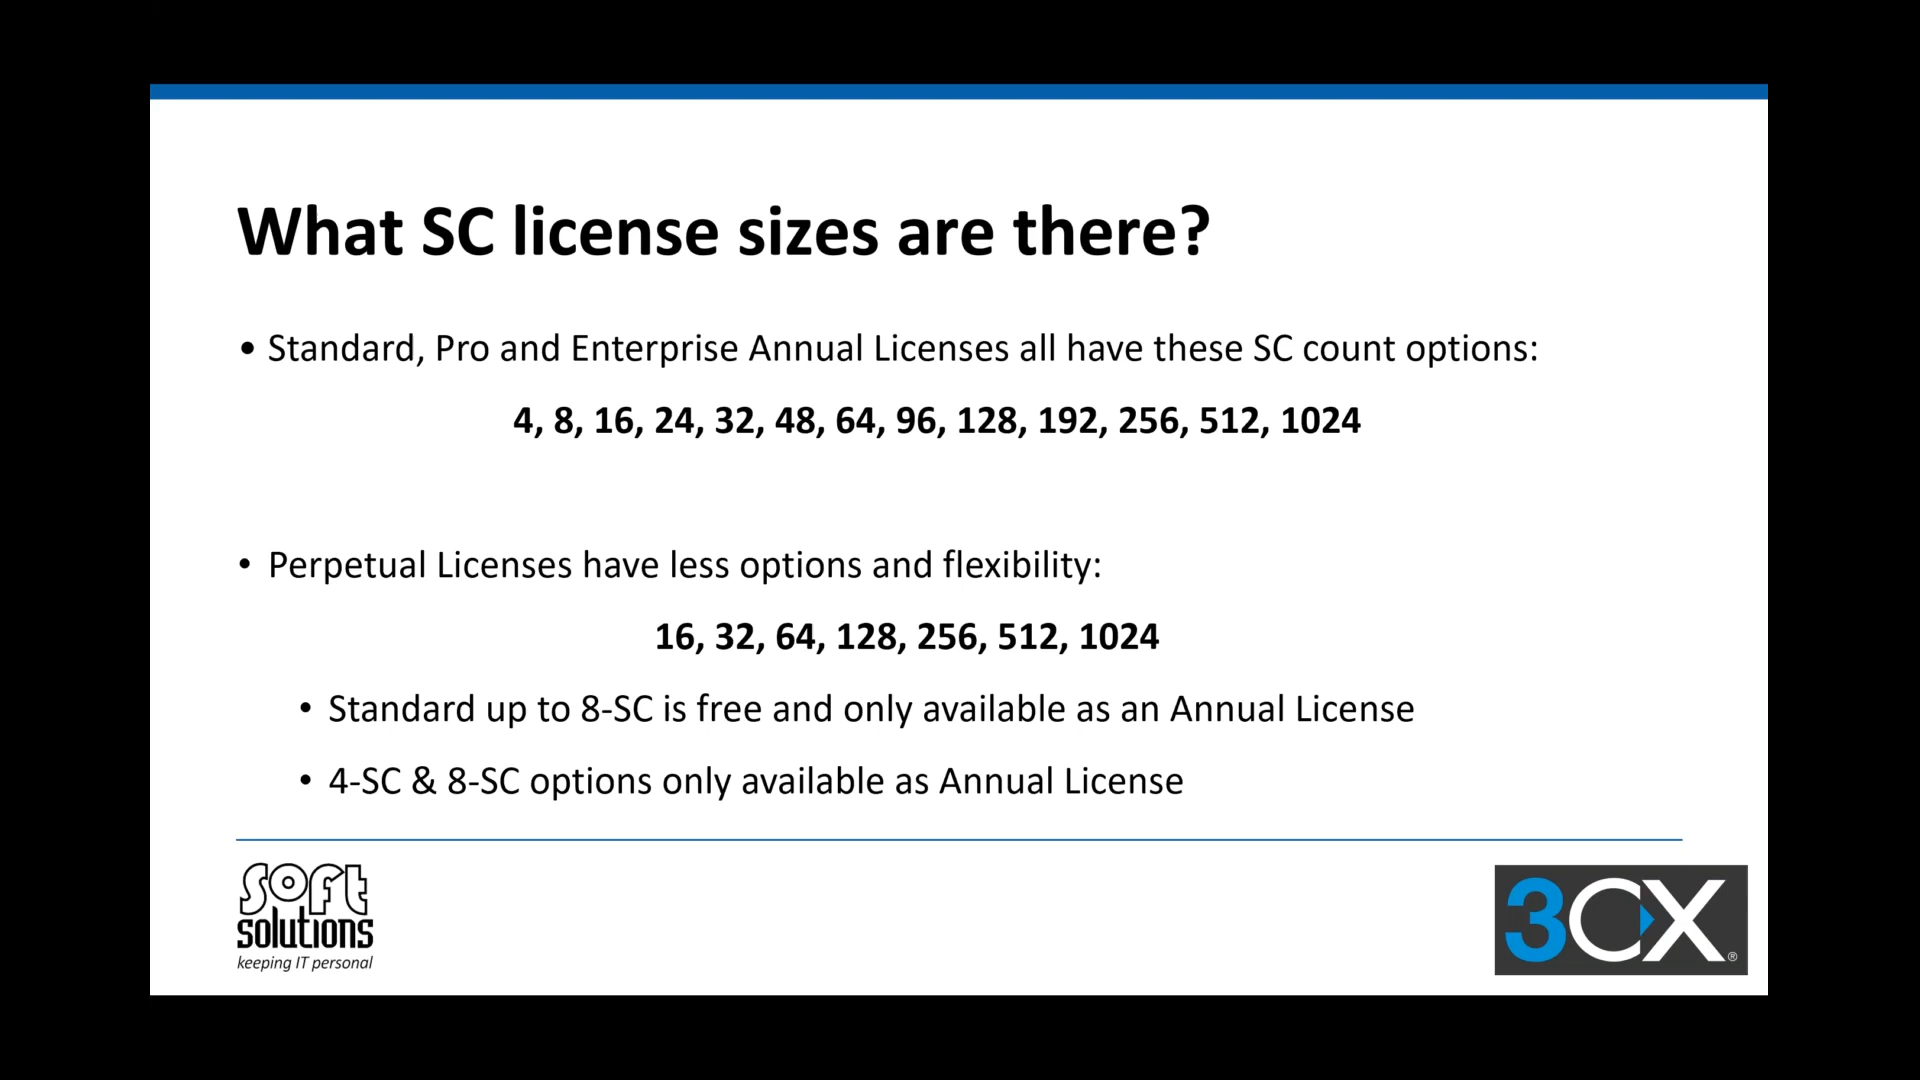 What SC license sizes are there?
• Standard, Pro and Enterprise Annual Licenses all have these SC count options:
4, 8, 16, 24, 32, 48, 64, 96, 128, 192, 256, 512, 1024
• Perpetual Licenses have less options and flexibility:
16, 32, 64, 128, 256, 512, 1024
• Standard up to 8-SC is free and only available as an Annual License
• 4-SC & 8-SC options only available as Annual License
soft
solutions
keeping IT personal
3CX®